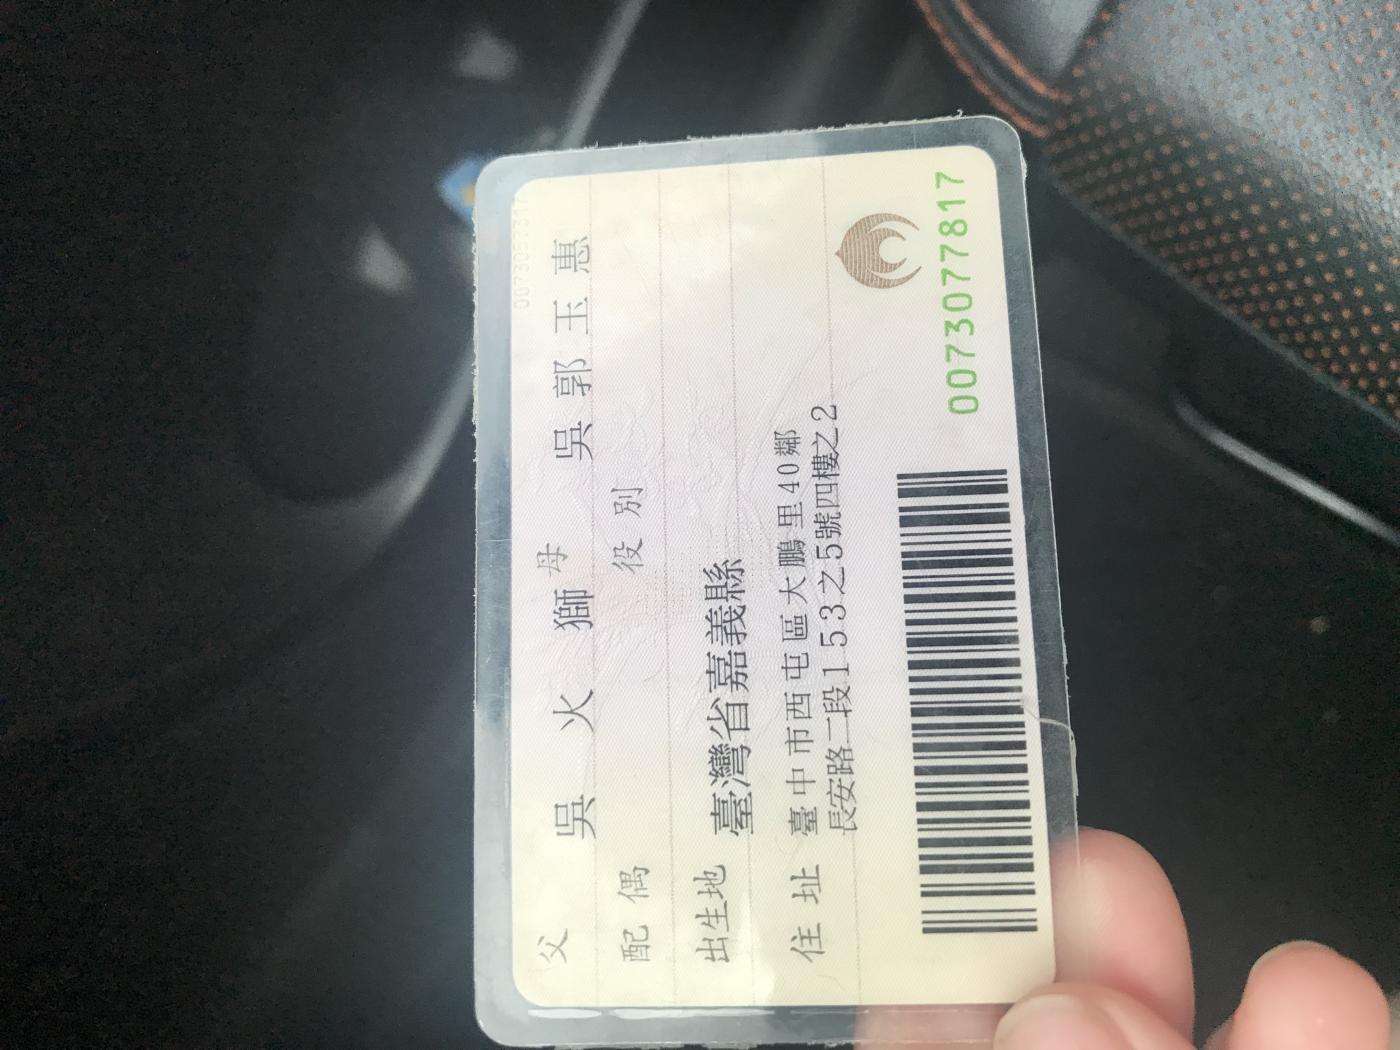 父 吳火獅 母 吳郭玉惠
配偶 役別
出生地 臺灣省嘉義縣
住址 臺中市西屯區大鵬里40鄰
長安路二段153之5號四樓之2
0073077817